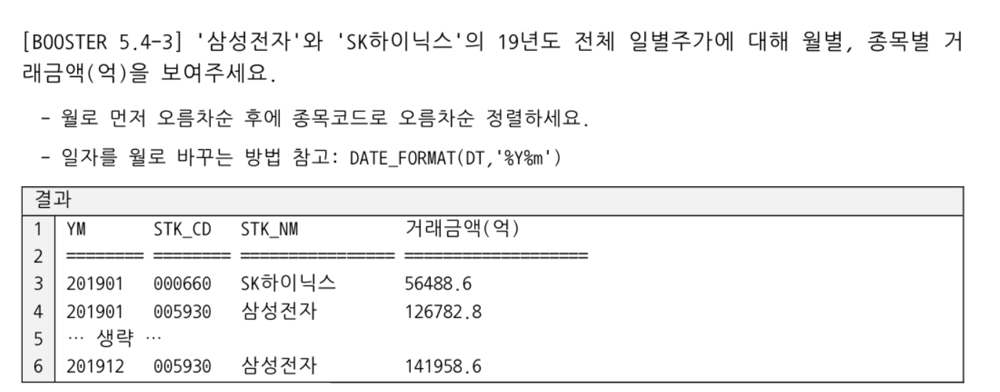 [BOOSTER 5.4-3] '삼성전자'와 'SK하이닉스'의 19년도 전체 일별주가에 대해 월별, 종목별 거
래금액(억)을 보여주세요.
- 월로 먼저 오름차순 후에 종목코드로 오름차순 정렬하세요.
- 일자를 월로 바꾸는 방법 참고: DATE_FORMAT(DT,'%Y%m')
결과
1 YM STK_CD STK_NM 거래금액(억)
2 ======== ======== ================ ===================
3 201901 000660 SK하이닉스 56488.6
4 201901 005930 삼성전자 126782.8
5 … 생략 …
6 201912 005930 삼성전자 141958.6